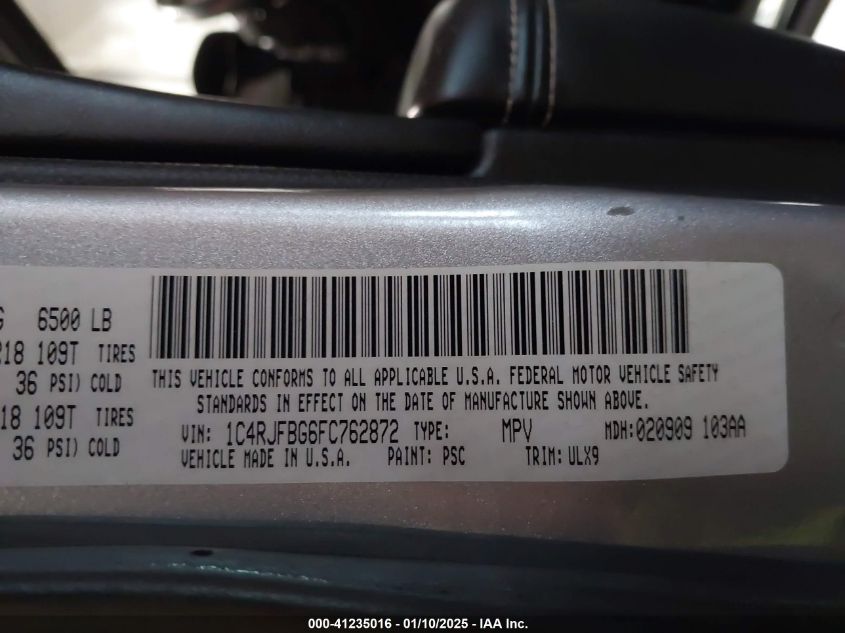 6500 LB
R18 109T TIRES
36 PSI) COLD
18 109T TIRES
36 PSI) COLD
THIS VEHICLE CONFORMS TO ALL APPLICABLE U.S.A. FEDERAL MOTOR VEHICLE SAFETY
STANDARDS IN EFFECT ON THE DATE OF MANUFACTURE SHOWN ABOVE.
VIN: 1C4RJFBG6FC762872 TYPE: MPV MDH:020909 103AA
VEHICLE MADE IN U.S.A. PAINT: PSC TRIM: ULX9
000-41235016 - 01/10/2025 - IAA Inc.